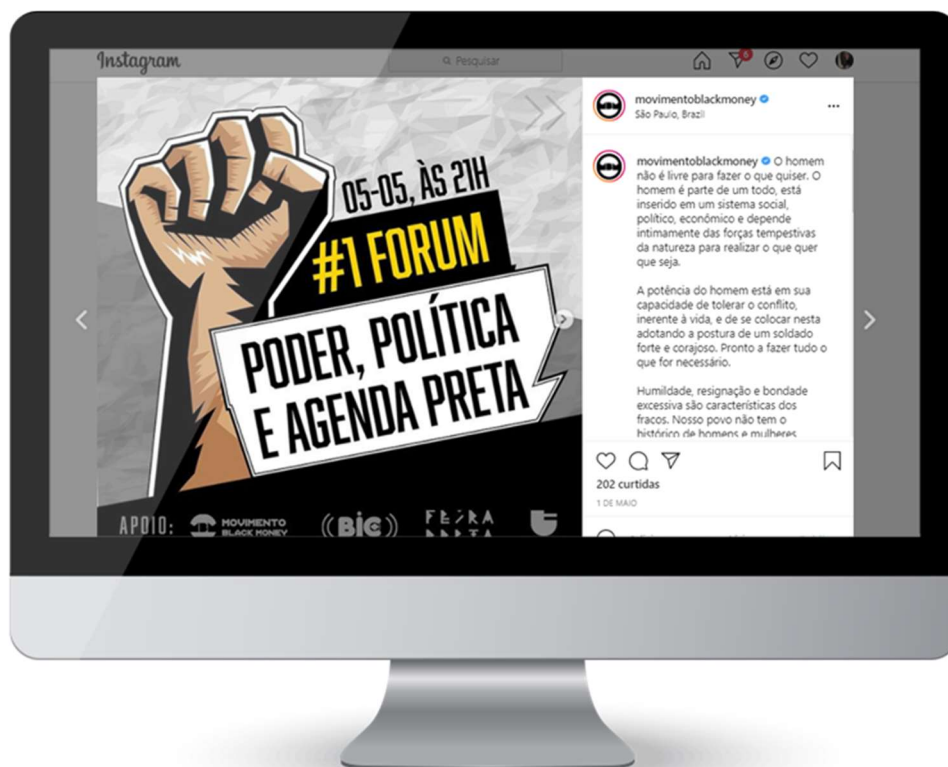 Instagram
Pesquisar
6
05-05, ÀS 21H
#1 FORUM
PODER, POLÍTICA
E AGENDA PRETA
APOIO:
MOVIMENTO
BLACK MONEY
((BIC))
FEIRA
PRETA
movimentoblackmoney
São Paulo, Brazil
movimentoblackmoney O homem
não é livre para fazer o que quiser. O
homem é parte de um todo, está
inserido em um sistema social,
político, econômico e depende
intimamente das forças tempestivas
da natureza para realizar o que quer
que seja.
A potência do homem está em sua
capacidade de tolerar o conflito,
inerente à vida, e de se colocar nesta
adotando a postura de um soldado
forte e corajoso. Pronto a fazer tudo o
que for necessário.
Humildade, resignação e bondade
excessiva são características dos
fracos. Nosso povo não tem o
histórico de homens e mulheres
202 curtidas
1 DE MAIO